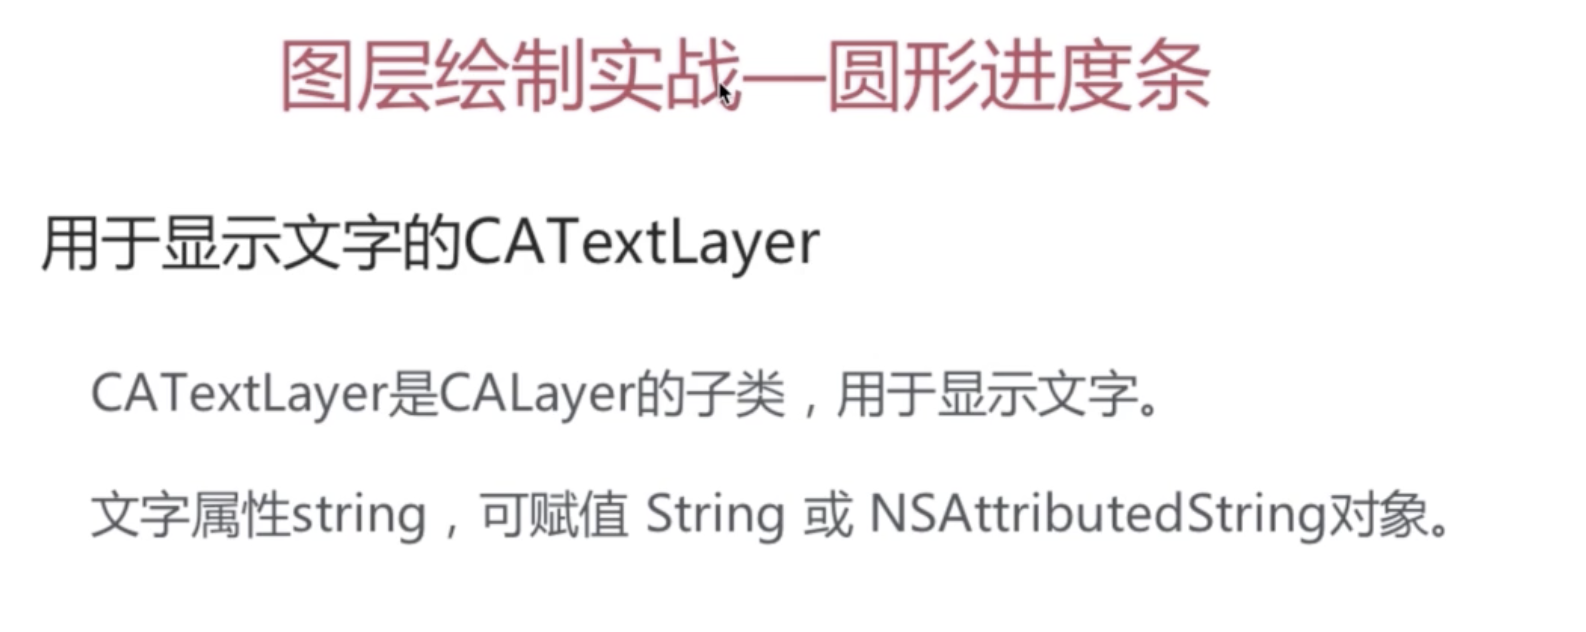 图层绘制实战—圆形进度条
用于显示文字的CATextLayer
CATextLayer是CALayer的子类，用于显示文字。
文字属性string，可赋值 String 或 NSAttributedString对象。